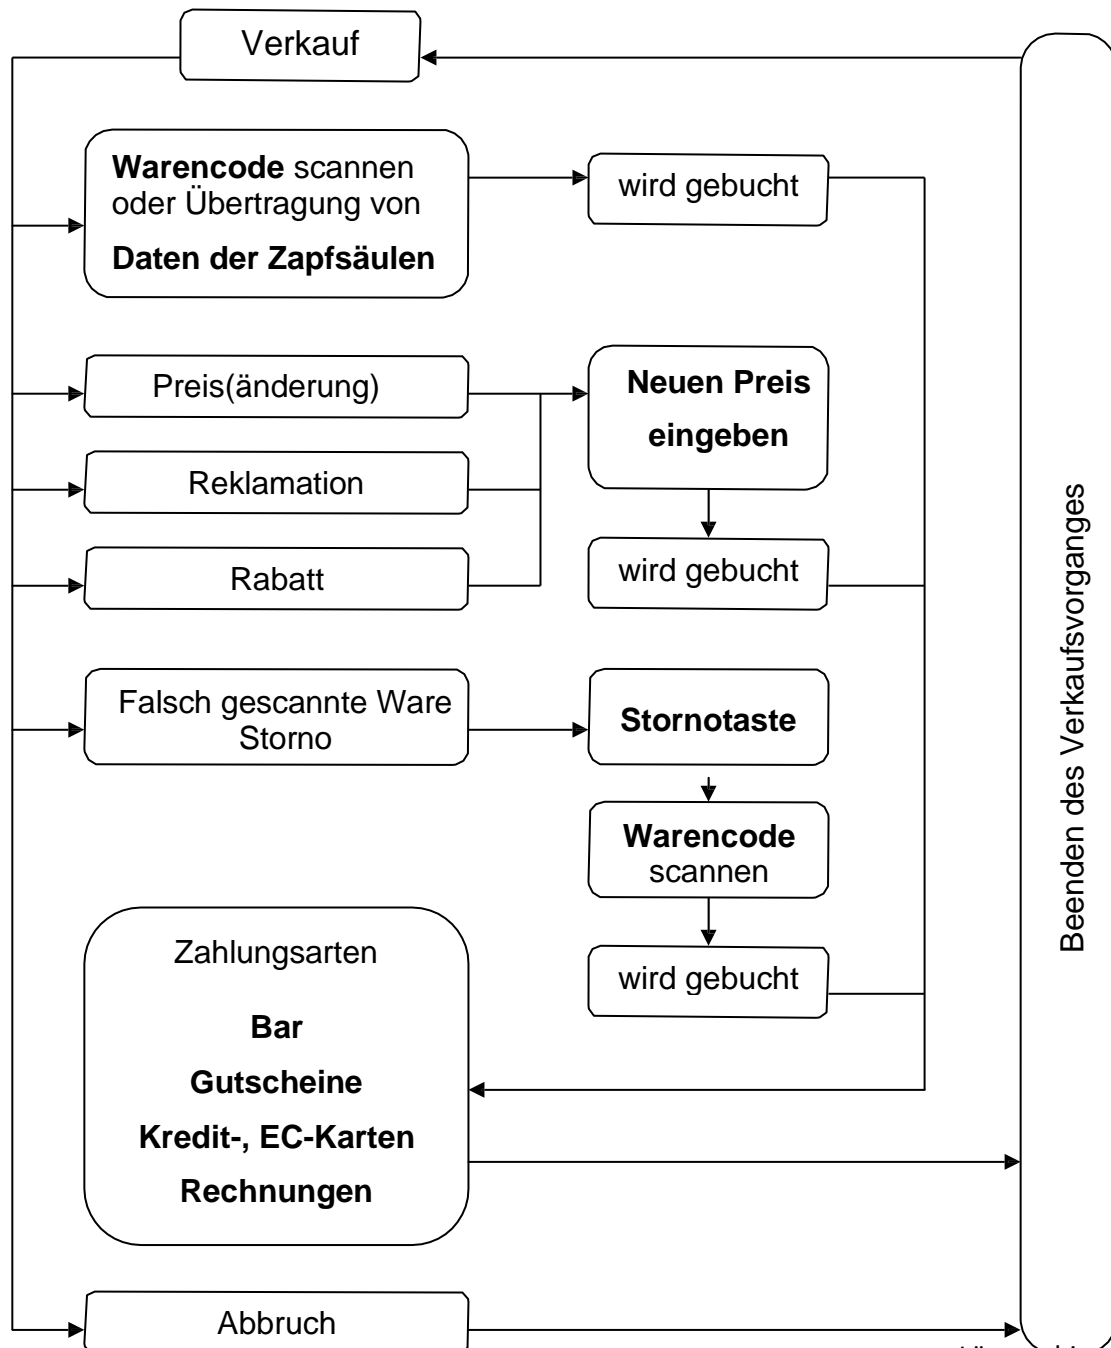 Verkauf
Warencode scannen
oder Übertragung von
Daten der Zapfsäulen
wird gebucht
Preis(änderung)
Neuen Preis
eingeben
Reklamation
Rabatt
wird gebucht
Falsch gescannte Ware
Storno
Stornotaste
Warencode
scannen
wird gebucht
Zahlungsarten
Bar
Gutscheine
Kredit-, EC-Karten
Rechnungen
Abbruch
Beenden des Verkaufsvorganges